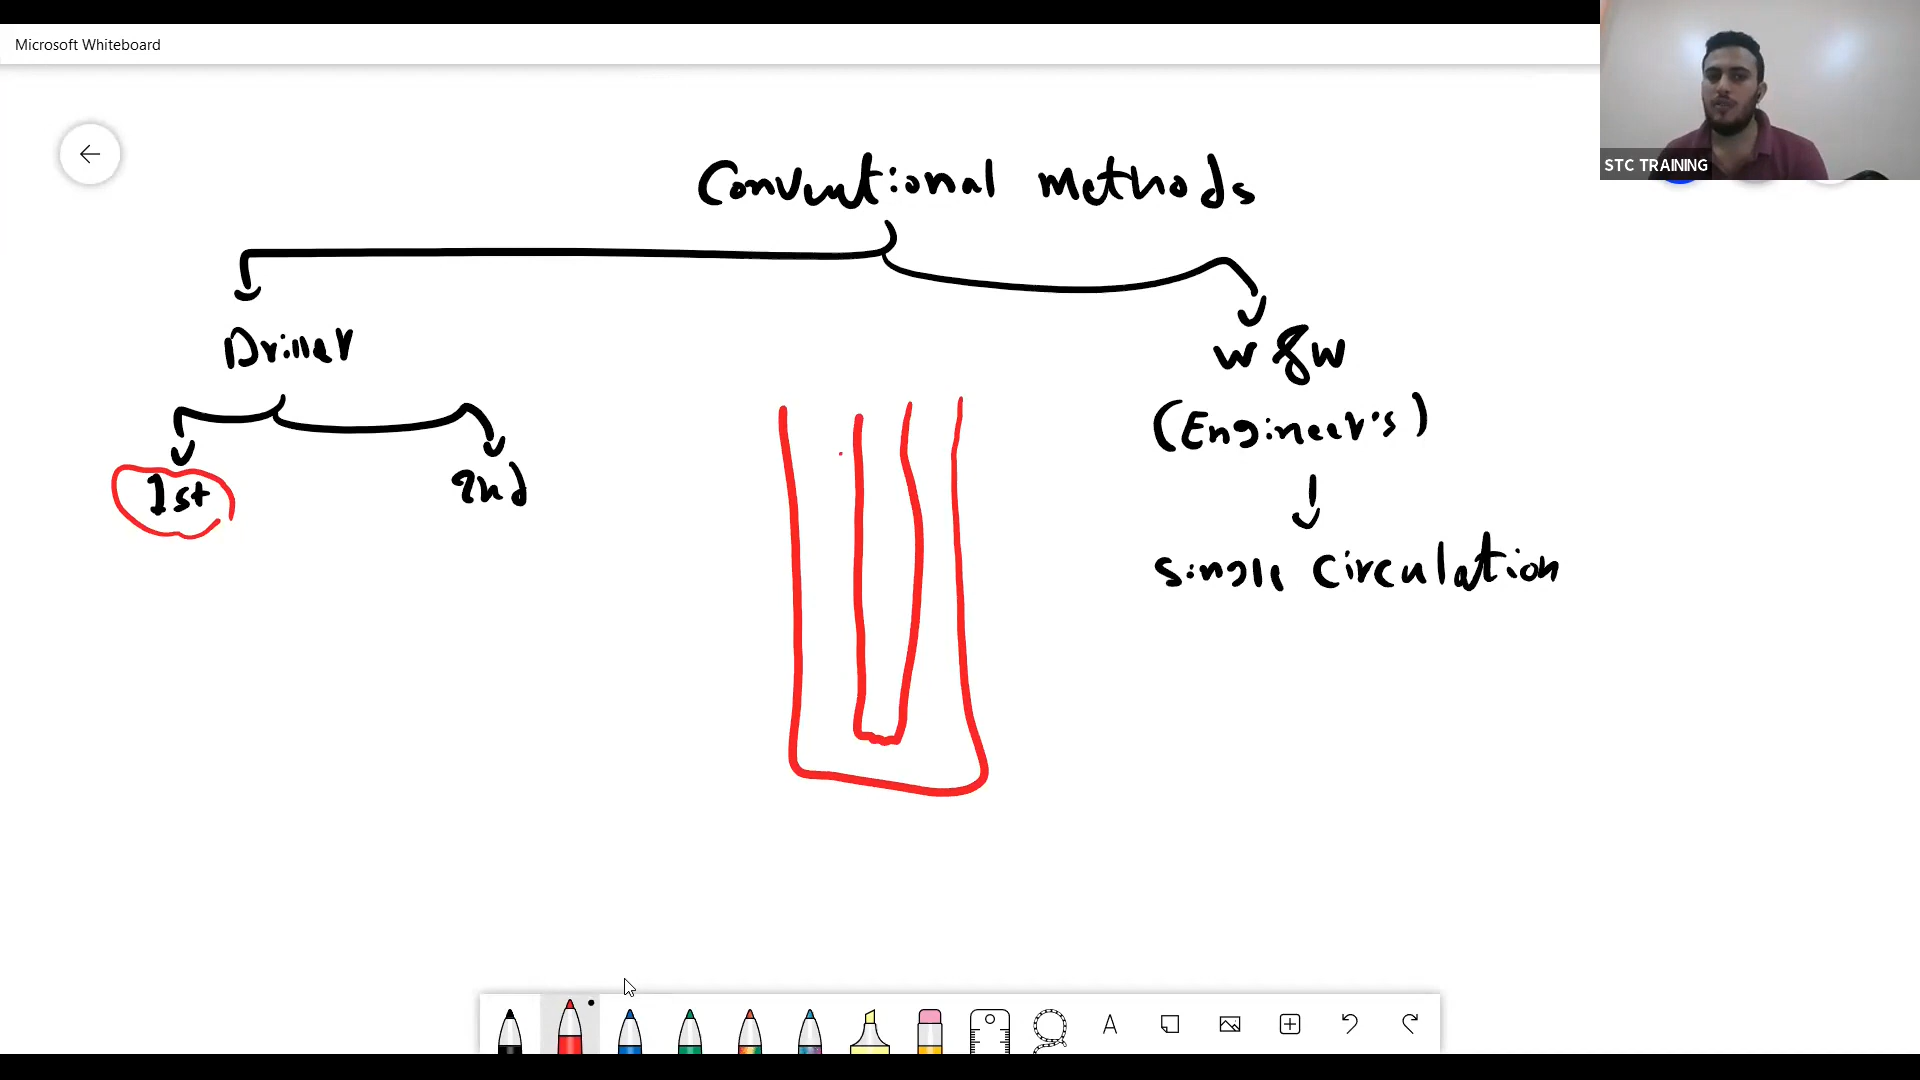 Microsoft Whiteboard
STC TRAINING
Conventional methods
Driller
W & W
(Engineer's)
1st
2nd
single circulation